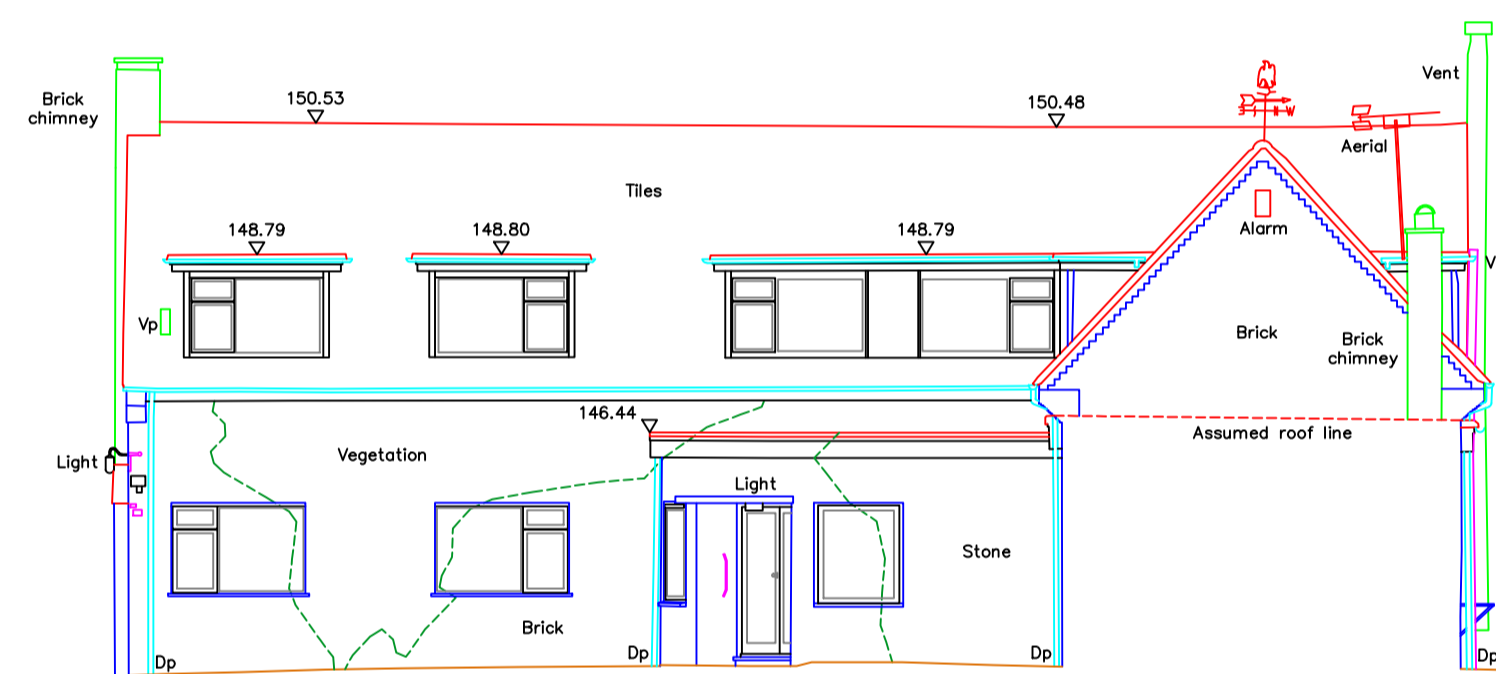 Vent
Brick
chimney
150.53
150.48
Aerial
Tiles
148.79
148.80
148.79
Alarm
V
Vp
Brick
Brick
chimney
146.44
Assumed roof line
Vegetation
Light
Light
Stone
Brick
Dp
Dp
Dp
Dp